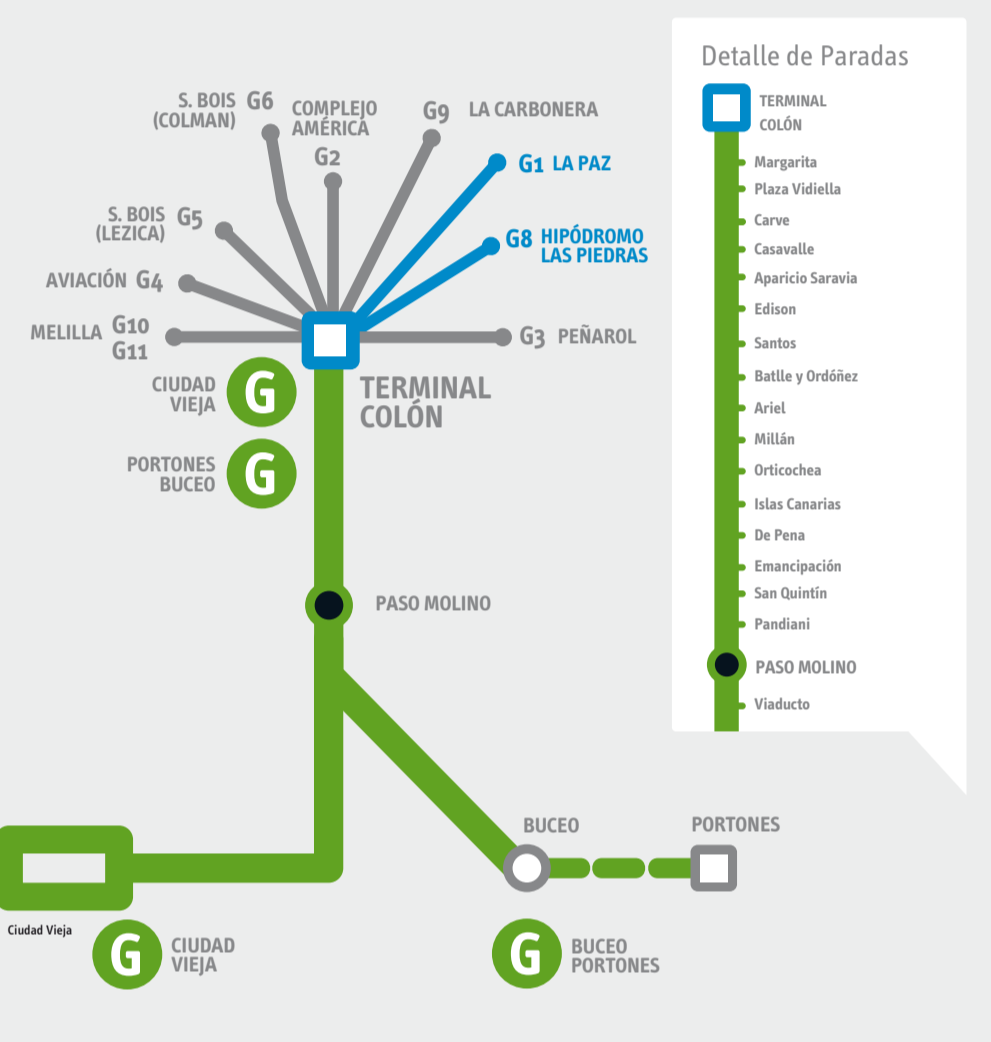 Detalle de Paradas
TERMINAL
COLÓN
Margarita
Plaza Vidiella
Carve
Casavalle
Aparicio Saravia
Edison
Santos
Batlle y Ordóñez
Ariel
Millán
Orticochea
Islas Canarias
De Pena
Emancipación
San Quintín
Pandiani
PASO MOLINO
Viaducto
S. BOIS G6
(COLMAN)
COMPLEJO
AMÉRICA
G2
G9 LA CARBONERA
G1 LA PAZ
G8 HIPÓDROMO
LAS PIEDRAS
S. BOIS G5
(LEZICA)
AVIACIÓN G4
MELILLA G10
G11
G3 PEÑAROL
CIUDAD
VIEJA
G
TERMINAL
COLÓN
PORTONES
BUCEO
G
PASO MOLINO
BUCEO
PORTONES
Ciudad Vieja
G
CIUDAD
VIEJA
G
BUCEO
PORTONES